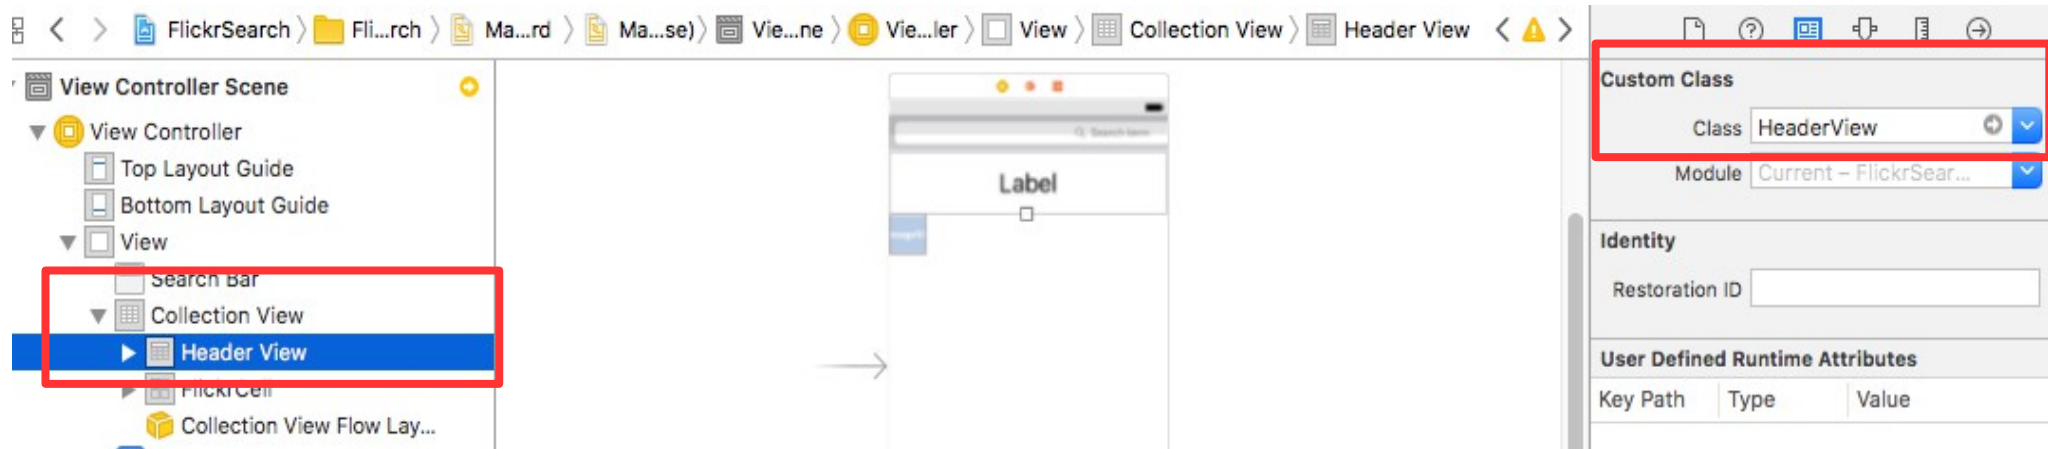 FlickrSearch Fli...rch Ma...rd Ma...se) Vie...ne Vie...ler View Collection View Header View
View Controller Scene
View Controller
Top Layout Guide
Bottom Layout Guide
View
Search Bar
Collection View
Header View
FlickrCell
Collection View Flow Lay...
Search term
Label
Custom Class
Class HeaderView
Module Current – FlickrSear...
Identity
Restoration ID
User Defined Runtime Attributes
Key Path Type Value